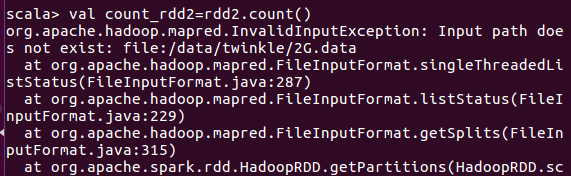 scala> val count_rdd2=rdd2.count()
org.apache.hadoop.mapred.InvalidInputException: Input path doe
s not exist: file:/data/twinkle/2G.data
  at org.apache.hadoop.mapred.FileInputFormat.singleThreadedLi
stStatus(FileInputFormat.java:287)
  at org.apache.hadoop.mapred.FileInputFormat.listStatus(FileI
nputFormat.java:229)
  at org.apache.hadoop.mapred.FileInputFormat.getSplits(FileIn
putFormat.java:315)
  at org.apache.spark.rdd.HadoopRDD.getPartitions(HadoopRDD.sc